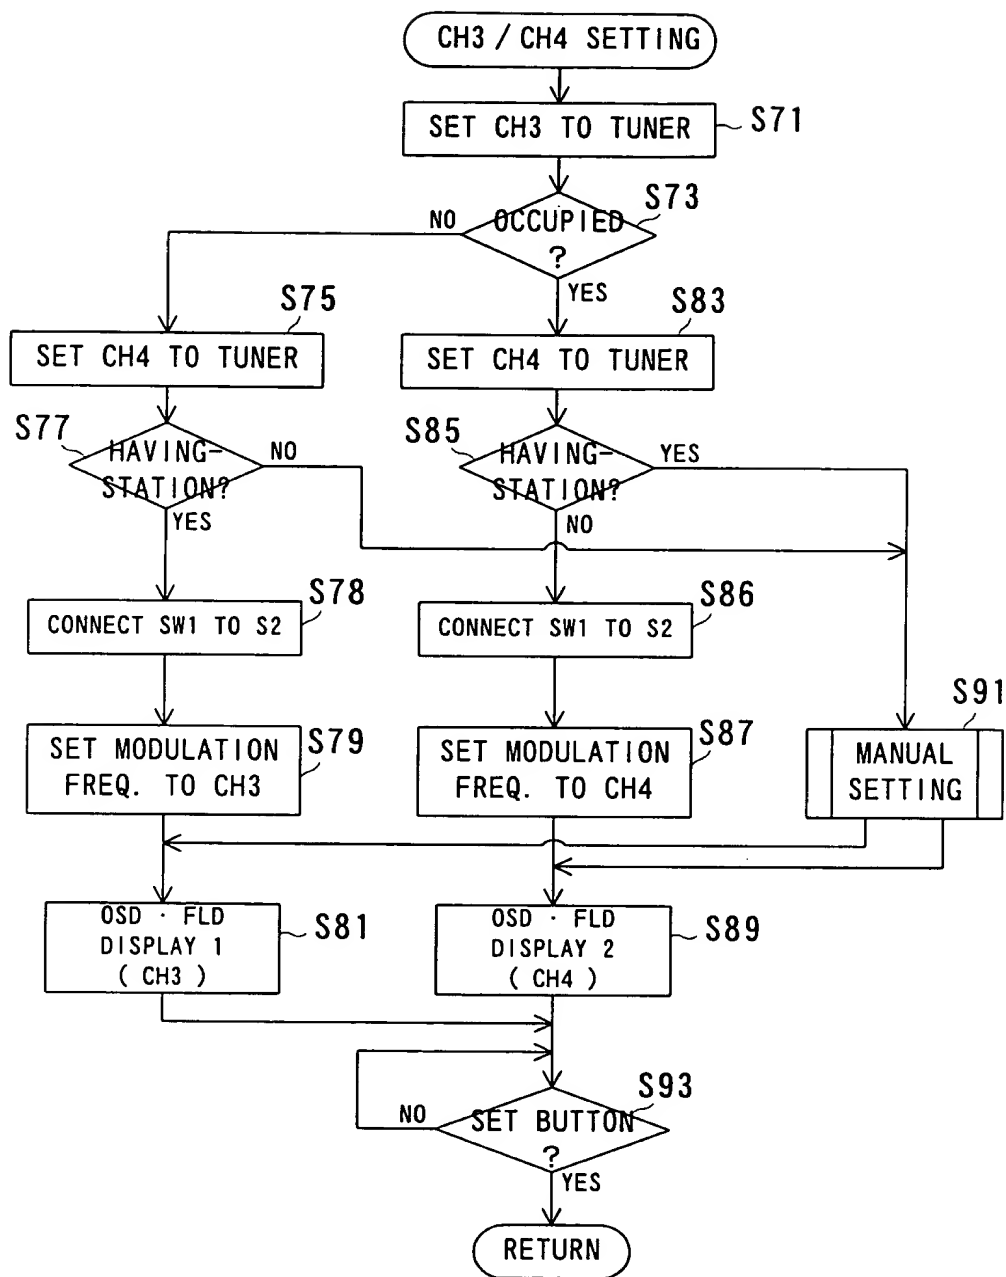 CH3 / CH4 SETTING
SET CH3 TO TUNER
S71
S73
NO
OCCUPIED
?
YES
S75
S83
SET CH4 TO TUNER
SET CH4 TO TUNER
S77
HAVING-
STATION?
NO
YES
S85
HAVING-
STATION?
YES
NO
S78
CONNECT SW1 TO S2
S86
CONNECT SW1 TO S2
S79
SET MODULATION
FREQ. TO CH3
S87
SET MODULATION
FREQ. TO CH4
S91
MANUAL
SETTING
OSD · FLD
DISPLAY 1
( CH3 )
S81
OSD · FLD
DISPLAY 2
( CH4 )
S89
S93
NO
SET BUTTON
?
YES
RETURN